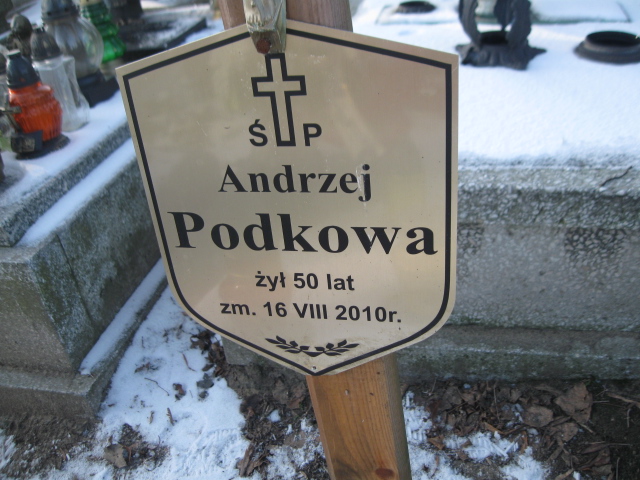 Ś P
Andrzej
Podkowa
żył 50 lat
zm. 16 VIII 2010r.